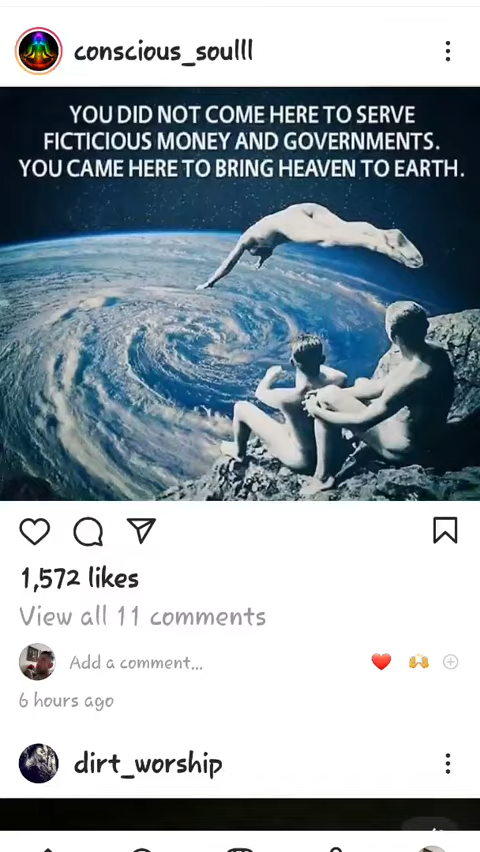 conscious_soulll
YOU DID NOT COME HERE TO SERVE
FICTICIOUS MONEY AND GOVERNMENTS.
YOU CAME HERE TO BRING HEAVEN TO EARTH.
1,572 likes
View all 11 comments
Add a comment...
6 hours ago
dirt_worship